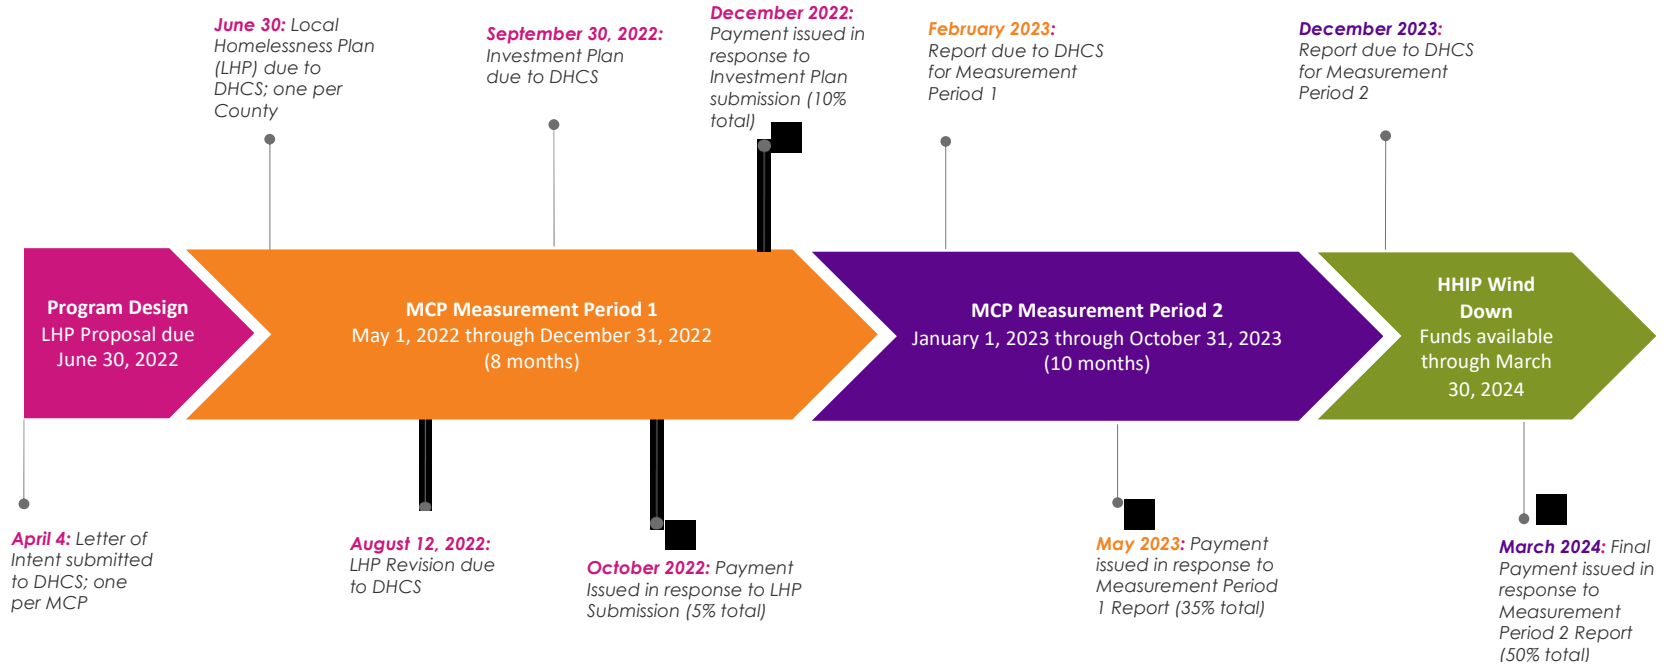 June 30: Local
Homelessness Plan
(LHP) due to
DHCS; one per
County
September 30, 2022:
Investment Plan
due to DHCS
December 2022:
Payment issued in
response to
Investment Plan
submission (10%
total)
February 2023:
Report due to DHCS
for Measurement
Period 1
December 2023:
Report due to DHCS
for Measurement
Period 2
Program Design
LHP Proposal due
June 30, 2022
MCP Measurement Period 1
May 1, 2022 through December 31, 2022
(8 months)
MCP Measurement Period 2
January 1, 2023 through October 31, 2023
(10 months)
HHIP Wind
Down
Funds available
through March
30, 2024
April 4: Letter of
Intent submitted
to DHCS; one
per MCP
August 12, 2022:
LHP Revision due
to DHCS
October 2022: Payment
Issued in response to LHP
Submission (5% total)
May 2023: Payment
issued in response to
Measurement Period
1 Report (35% total)
March 2024: Final
Payment issued in
response to
Measurement
Period 2 Report
(50% total)